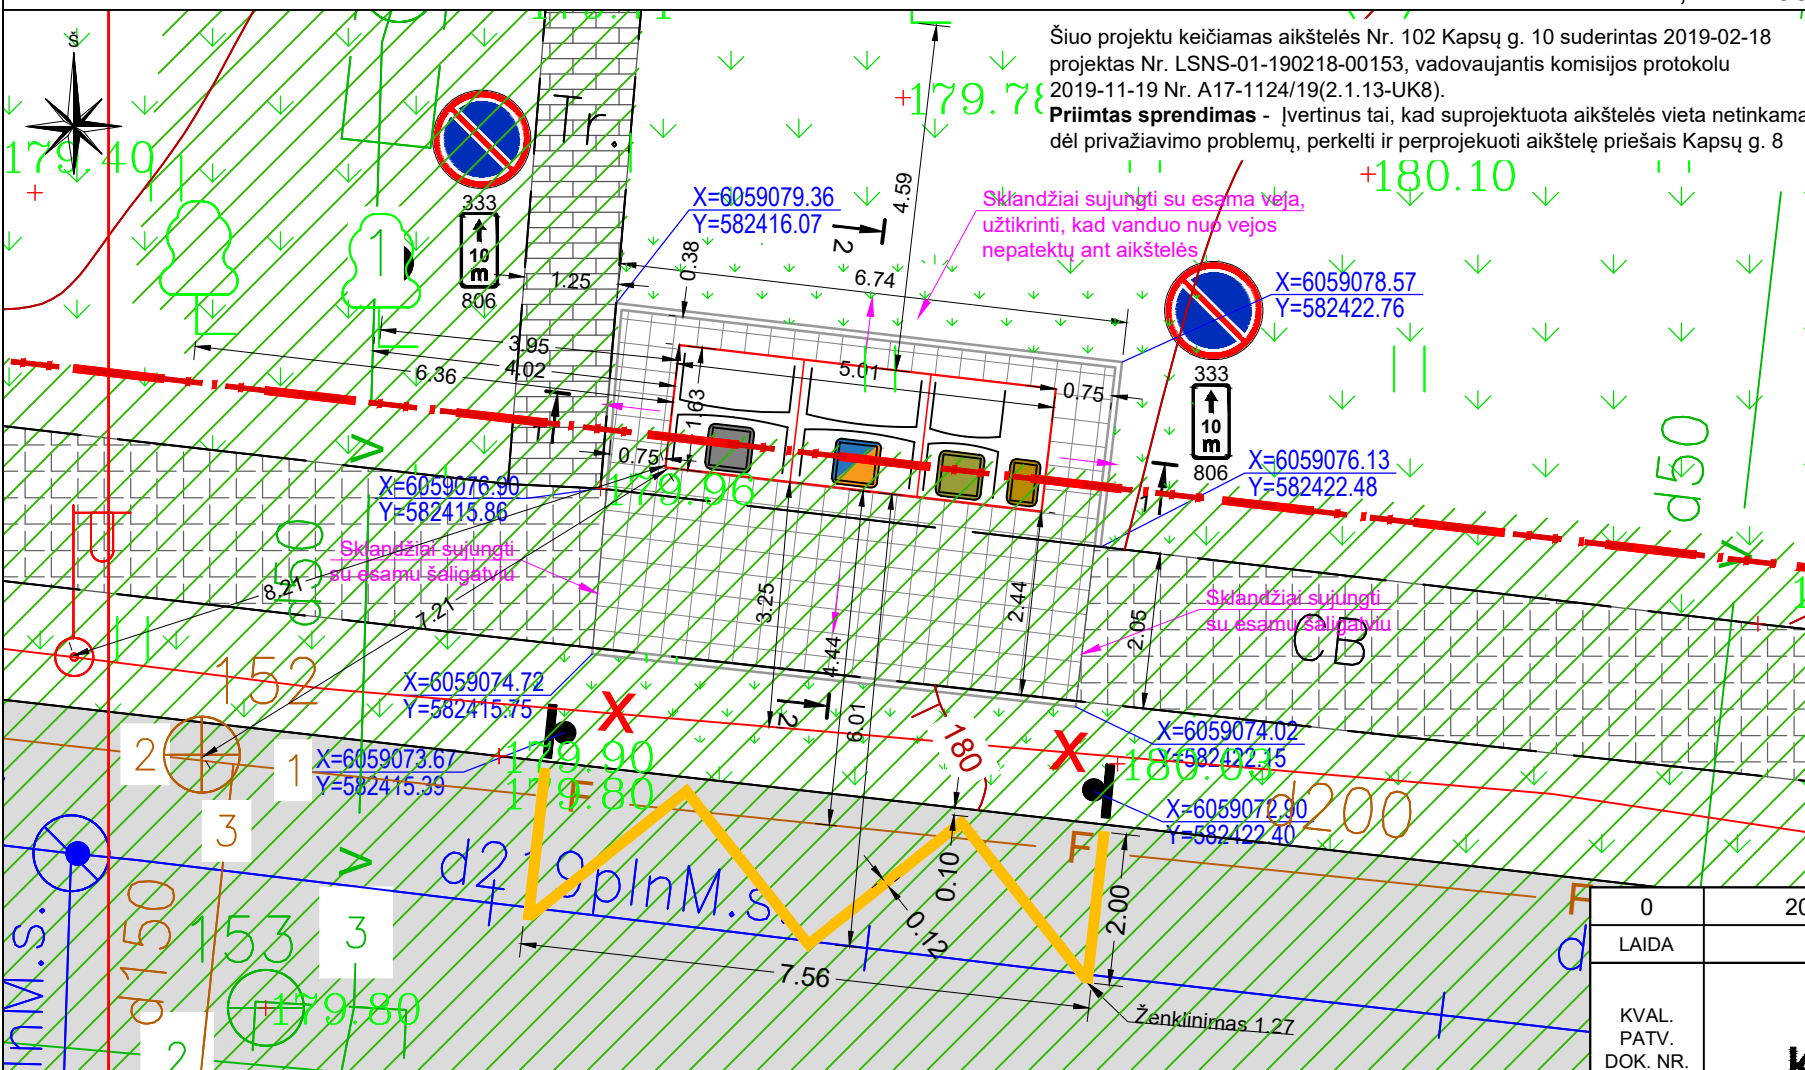 Šiuo projektu keičiamas aikštelės Nr. 102 Kapsų g. 10 suderintas 2019-02-18
projektas Nr. LSNS-01-190218-00153, vadovaujantis komisijos protokolu
2019-11-19 Nr. A17-1124/19(2.1.13-UK8).
Priimtas sprendimas - Įvertinus tai, kad suprojektuota aikštelės vieta netinkama
dėl privažiavimo problemų, perkelti ir perprojekuoti aikštelę priešais Kapsų g. 8
Š
Tr.
179.78
179.40
180.10
333
10
m
806
X=6059079.36
Y=582416.07
4.59
2
Sklandžiai sujungti su esama veja,
užtikrinti, kad vanduo nuo vejos
nepatektų ant aikštelės
0.38
6.74
1.25
X=6059078.57
Y=582422.76
333
10
m
806
1
3.95
4.02
6.36
5.01
0.75
1.63
1
0.75
179.96
X=6059076.90
Y=582415.86
X=6059076.13
Y=582422.48
1
d50
d50
Sklandžiai sujungti
su esamu šaligatviu
8.21
7.21
3.25
4.44
2.44
2.05
Sklandžiai sujungti
su esamu šaligatviu
CB
152
X=6059074.72
Y=582415.75
X
2
6.01
180
X
X=6059074.02
Y=582422.15
2
1
X=6059073.67
Y=582415.39
179.90
179.80
180.03
F
X=6059072.90
Y=582422.40
d200
3
F
d219plnM.s.
0.10
0.12
2.00
F
d150
153
3
7.56
179.80
Ženklinimas 1.27
d
2
0
20
LAIDA
KVAL.
PATV.
DOK. NR.